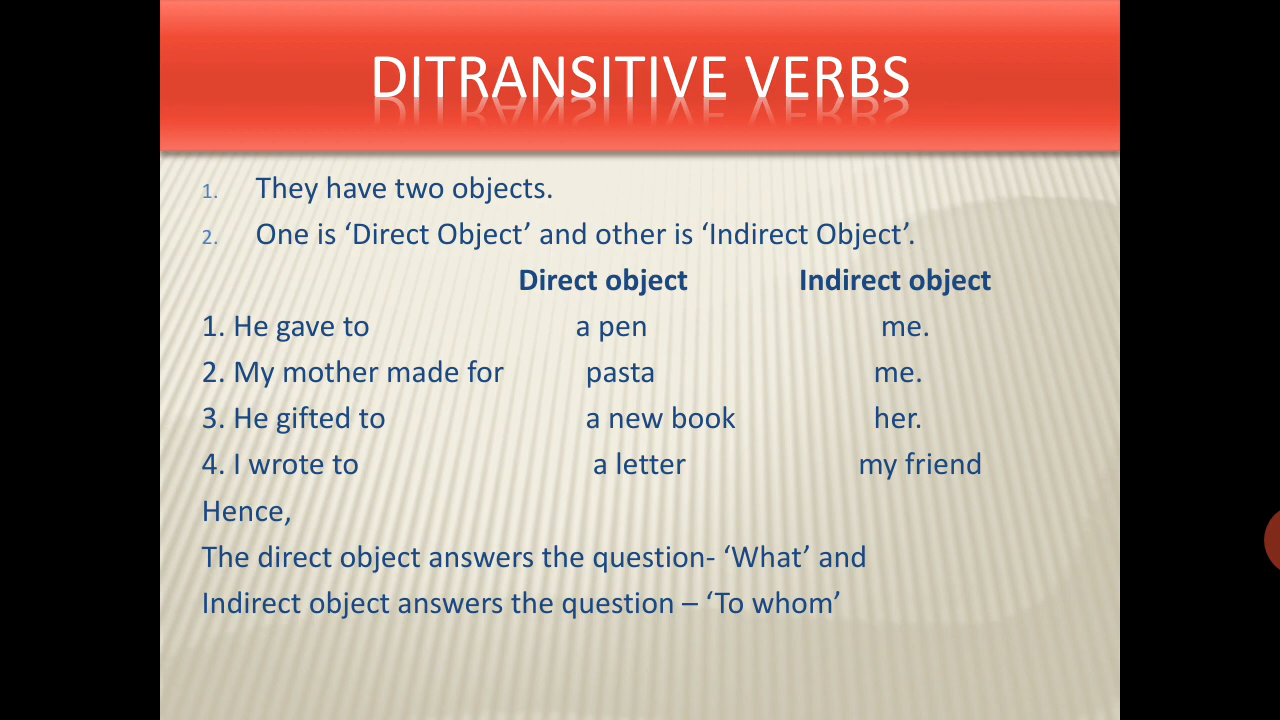 DITRANSITIVE VERBS
1. They have two objects.
2. One is ‘Direct Object’ and other is ‘Indirect Object’.
Direct object Indirect object
1. He gave to a pen me.
2. My mother made for pasta me.
3. He gifted to a new book her.
4. I wrote to a letter my friend
Hence,
The direct object answers the question- ‘What’ and
Indirect object answers the question – ‘To whom’